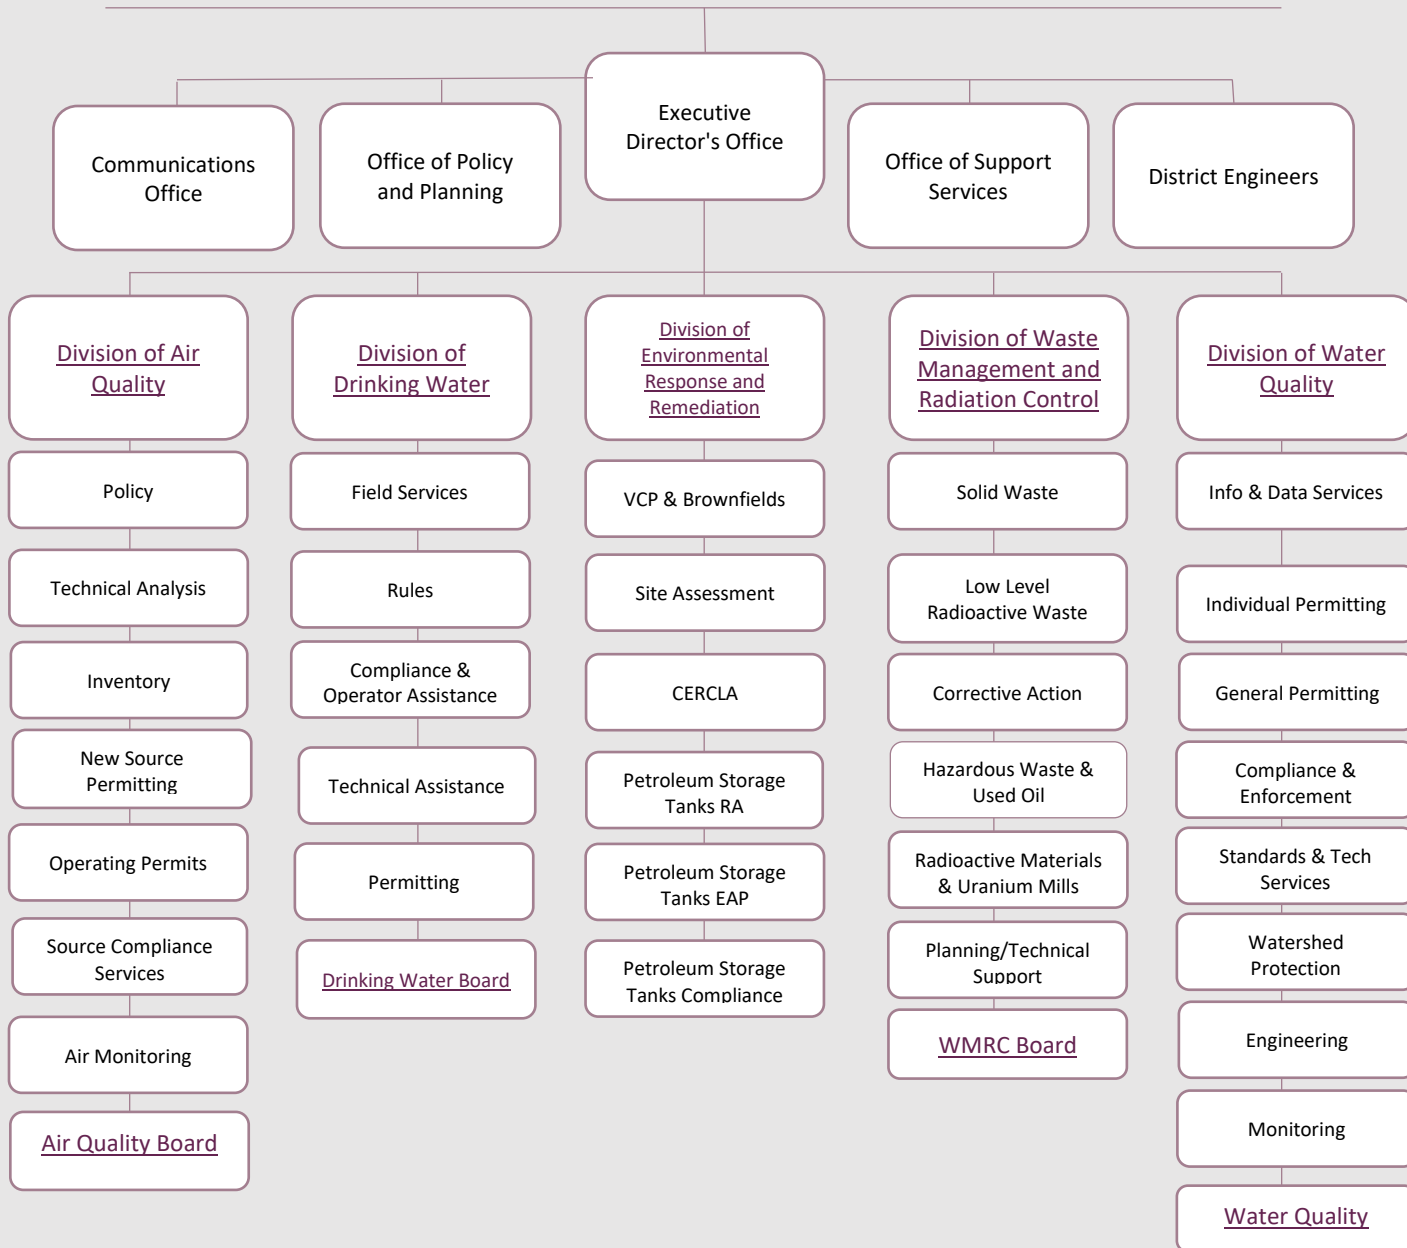 Executive
Director's Office
Communications
Office
Office of Policy
and Planning
Office of Support
Services
District Engineers
Division of Air
Quality
Policy
Technical Analysis
Inventory
New Source
Permitting
Operating Permits
Source Compliance
Services
Air Monitoring
Air Quality Board
Division of
Drinking Water
Field Services
Rules
Compliance &
Operator Assistance
Technical Assistance
Permitting
Drinking Water Board
Division of
Environmental
Response and
Remediation
VCP & Brownfields
Site Assessment
CERCLA
Petroleum Storage
Tanks RA
Petroleum Storage
Tanks EAP
Petroleum Storage
Tanks Compliance
Division of Waste
Management and
Radiation Control
Solid Waste
Low Level
Radioactive Waste
Corrective Action
Hazardous Waste &
Used Oil
Radioactive Materials
& Uranium Mills
Planning/Technical
Support
WMRC Board
Division of Water
Quality
Info & Data Services
Individual Permitting
General Permitting
Compliance &
Enforcement
Standards & Tech
Services
Watershed
Protection
Engineering
Monitoring
Water Quality